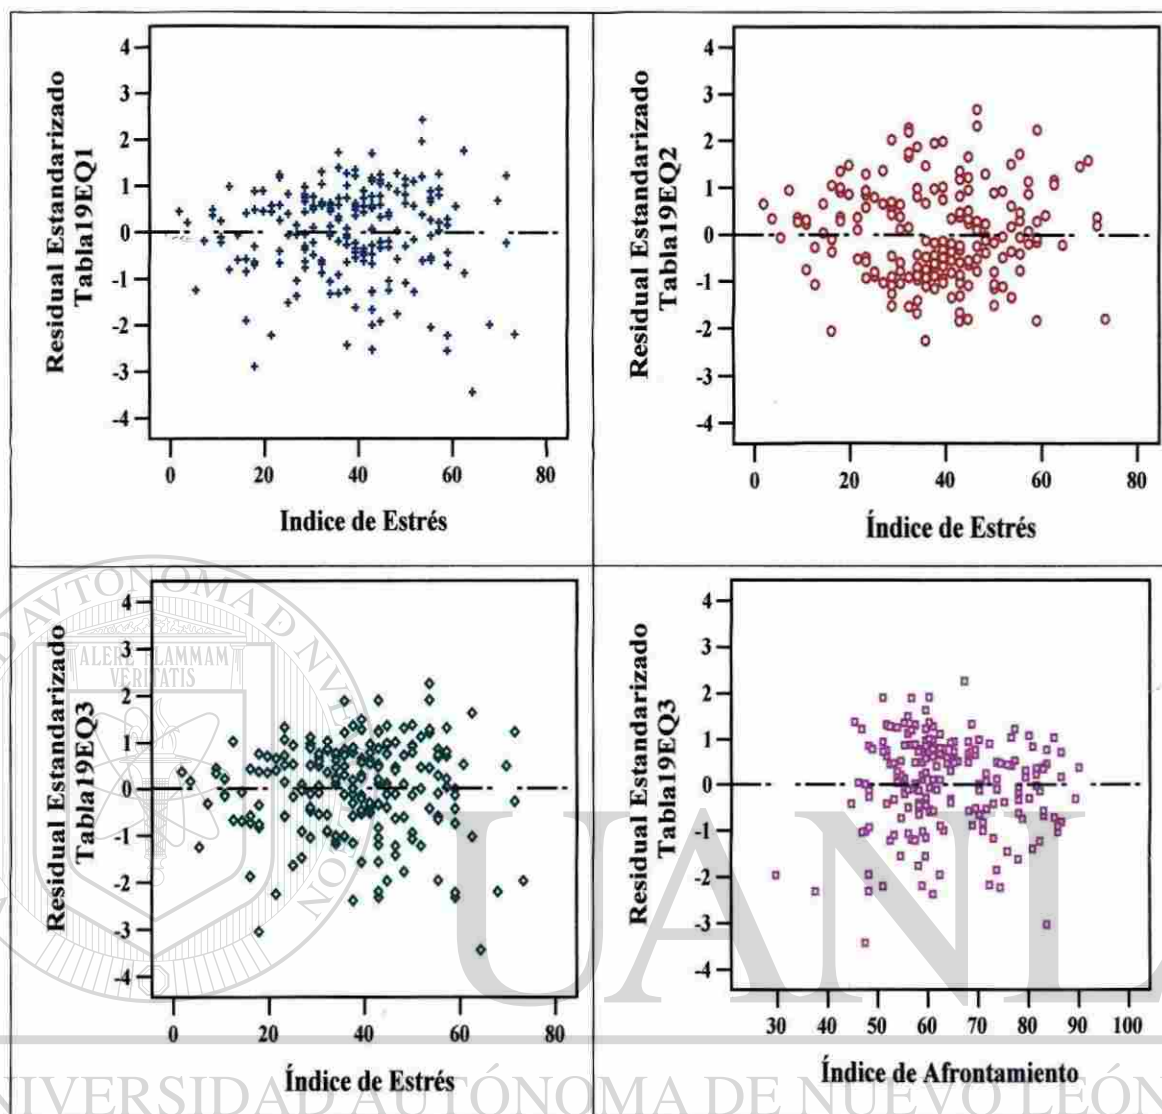 Residual Estandarizado
Tabla19EQ1
4
3
2
1
0
-1
-2
-3
-4
0 20 40 60 80
Indice de Estrés
Residual Estandarizado
Tabla19EQ2
4
3
2
1
0
-1
-2
-3
-4
0 20 40 60 80
Índice de Estrés
Residual Estandarizado
Tabla19EQ3
4
3
2
1
0
-1
-2
-3
-4
0 20 40 60 80
Índice de Estrés
Residual Estandarizado
Tabla19EQ3
4
3
2
1
0
-1
-2
-3
-4
30 40 50 60 70 80 90 100
Índice de Afrontamiento
ALERE FLAMMAM
VERITATIS
UANL
UNIVERSIDAD AUTÓNOMA DE NUEVO LEÓN